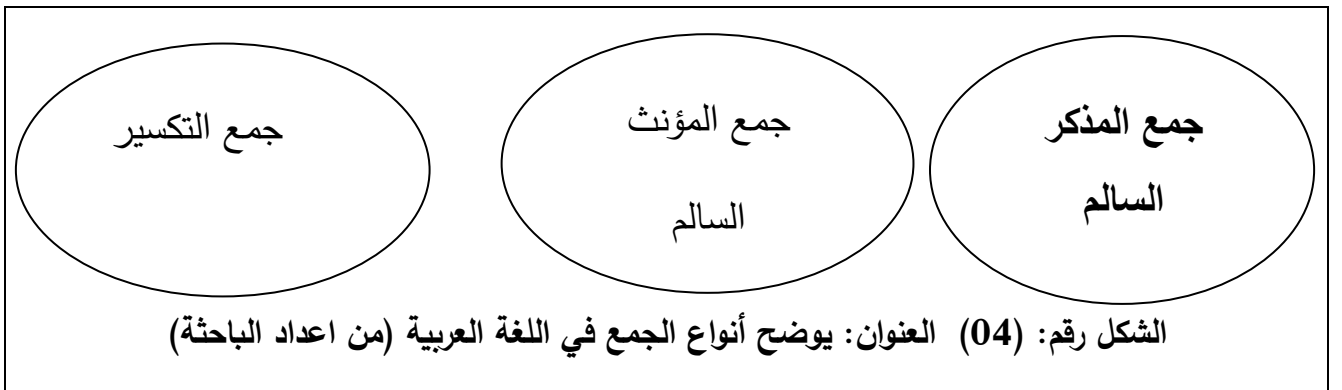 جمع المذكر
السالم
جمع المؤنث
السالم
جمع التكسير
الشكل رقم: (04) العنوان: يوضح أنواع الجمع في اللغة العربية (من اعداد الباحثة)